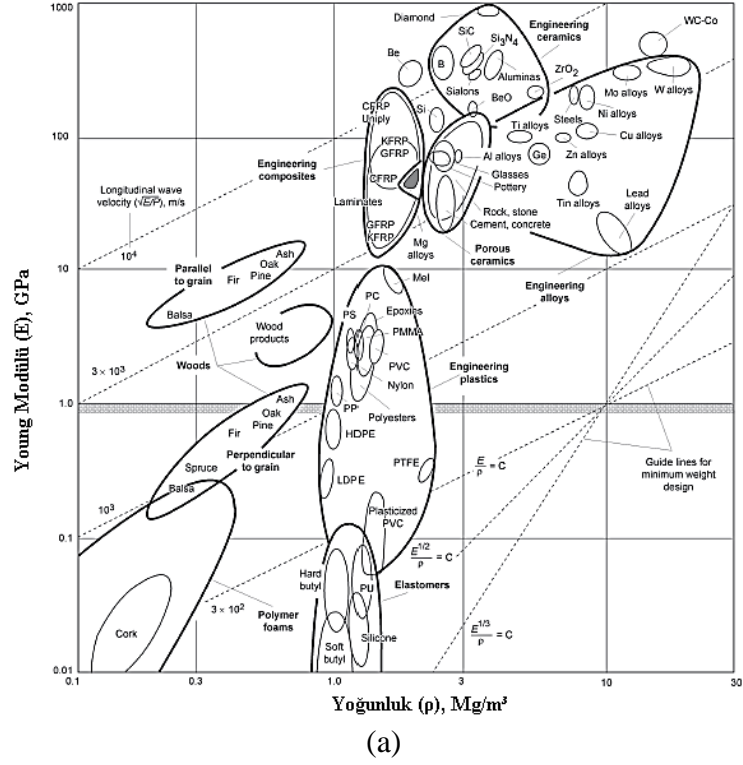 1000
Diamond
Engineering
ceramics
SiC
Si₃N₄
WC-Co
Be
B
Aluminas
ZrO₂
Sialons
BeO
Mo alloys
W alloys
CFRP
Uniply
Si
Steels
Ni alloys
Ti alloys
Cu alloys
100
KFRP
GFRP
Engineering
composites
Al alloys
Ge
Zn alloys
Glasses
Pottery
CFRP
Longitudinal wave
velocity (√E/P), m/s
Laminates
Rock, stone
Cement, concrete
Tin alloys
Lead
alloys
GFRP
KFRP
Mg
alloys
Porous
ceramics
10⁴
Parallel
to grain
Ash
Oak
Fir
Pine
10
Engineering
alloys
Mel
Balsa
PC
Epoxins
PS
Wood
products
PMMA
Woods
PVC
Engineering
plastics
Nylon
3 × 10³
Ash
PP
Polyesters
1.0
Oak
Pine
Fir
HDPE
Perpendicular
to grain
Spruce
PTFE
E/ρ = C
Guide lines for
minimum weight
design
Balsa
LDPE
10³
Plasticized
PVC
0.1
E^1/2/ρ = C
Hard
butyl
PU
Elastomers
3 × 10²
Polymer
foams
Cork
Silicone
E^1/3/ρ = C
Soft
butyl
0.01
0.1
0.3
1.0
3
10
30
Young Modülü (E), GPa
Yoğunluk (ρ), Mg/m³
(a)